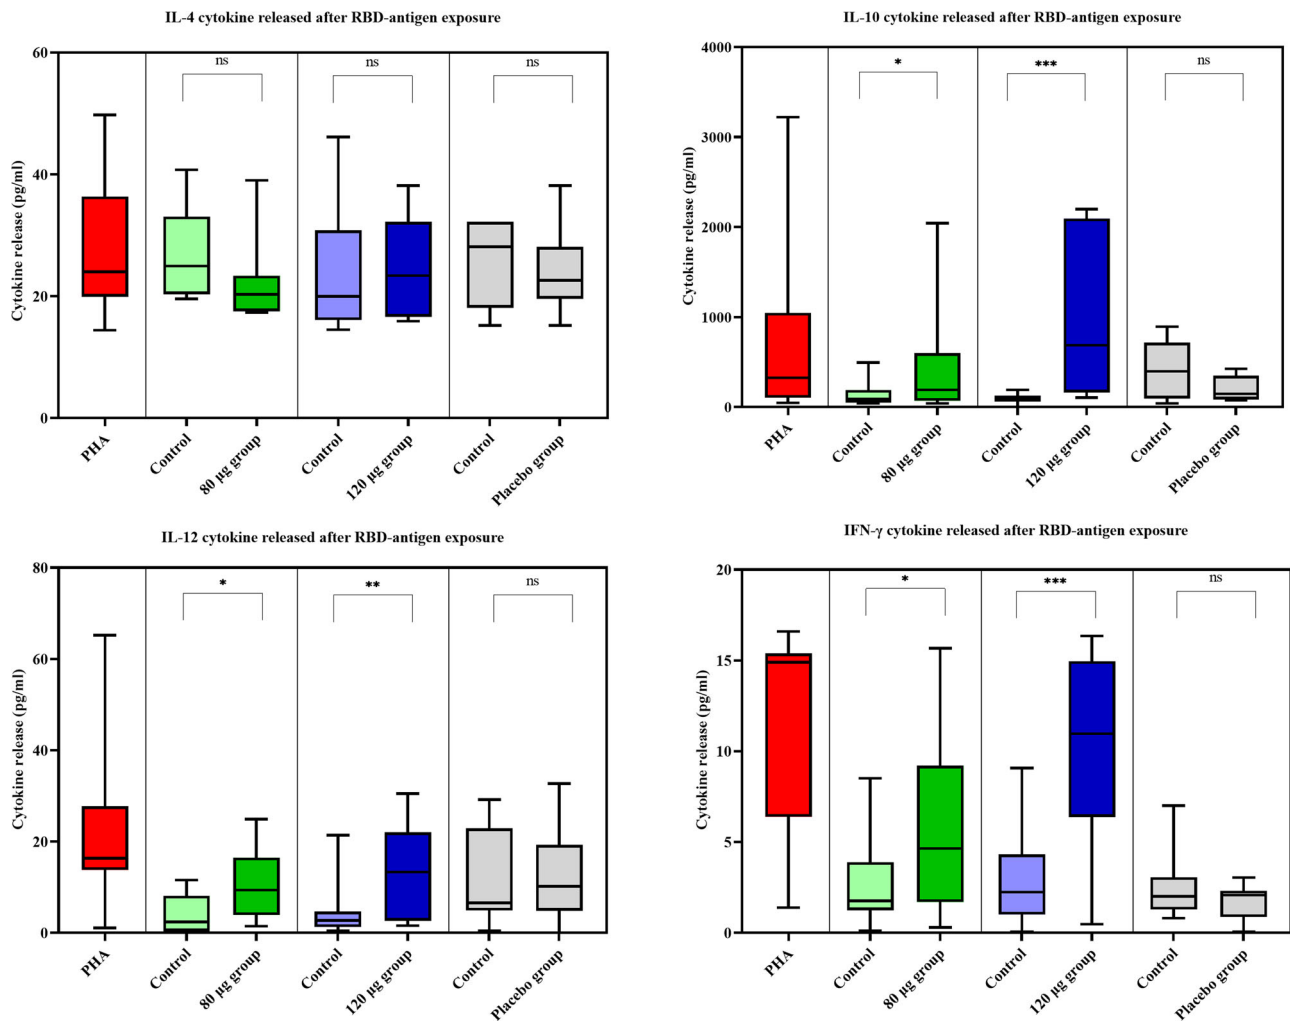 IL-4 cytokine released after RBD-antigen exposure
Cytokine release (pg/ml)
60
40
20
0
ns
ns
ns
PHA
Control
80 µg group
Control
120 µg group
Control
Placebo group
IL-10 cytokine released after RBD-antigen exposure
Cytokine release (pg/ml)
4000
3000
2000
1000
0
*
***
ns
PHA
Control
80 µg group
Control
120 µg group
Control
Placebo group
IL-12 cytokine released after RBD-antigen exposure
Cytokine release (pg/ml)
80
60
40
20
0
*
**
ns
PHA
Control
80 µg group
Control
120 µg group
Control
Placebo group
IFN-γ cytokine released after RBD-antigen exposure
Cytokine release (pg/ml)
20
15
10
5
0
*
***
ns
PHA
Control
80 µg group
Control
120 µg group
Control
Placebo group